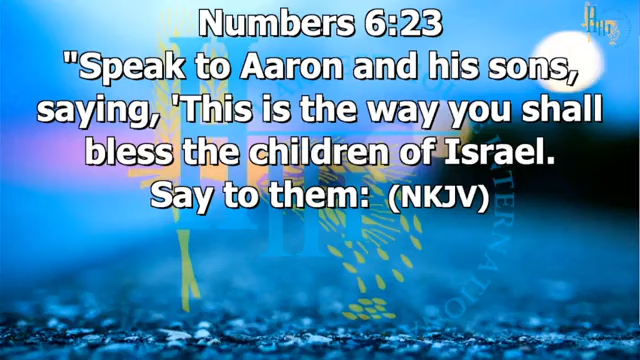 Numbers 6:23
"Speak to Aaron and his sons,
saying, 'This is the way you shall
bless the children of Israel.
Say to them: (NKJV)